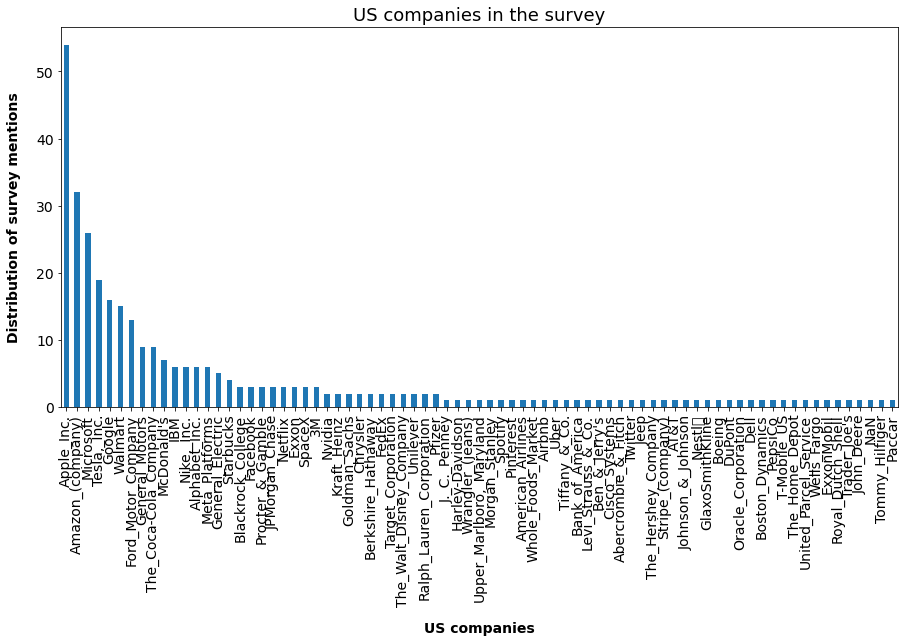 US companies in the survey
Distribution of survey mentions
50
40
30
20
10
0
Apple_Inc.
Amazon_(company)
Microsoft
Tesla,_Inc.
Google
Walmart
Ford_Motor_Company
General_Motors
The_Coca-Cola_Company
McDonald's
IBM
Nike,_Inc.
Alphabet_Inc.
Meta_Platforms
General_Electric
Starbucks
Blackrock_College
Facebook
Procter_&_Gamble
JPMorgan_Chase
Netflix
Exxon
SpaceX
3M
Nvidia
Kraft_Heinz
Goldman_Sachs
Chrysler
Berkshire_Hathaway
FedEx
Target_Corporation
The_Walt_Disney_Company
Unilever
Ralph_Lauren_Corporation
Pfizer
J._C._Penney
Harley-Davidson
Wrangler_(jeans)
Upper_Marlboro,_Maryland
Morgan_Stanley
Spotify
Pinterest
American_Airlines
Whole_Foods_Market
Airbnb
Uber
Tiffany_&_Co.
Bank_of_America
Levi_Strauss_&_Co.
Ben_&_Jerry's
Cisco_Systems
Abercrombie_&_Fitch
Twitter
Jeep
The_Hershey_Company
Stripe_(company)
AT&T
Johnson_&_Johnson
Nestl▯
GlaxoSmithKline
Boeing
DuPont
Oracle_Corporation
Dell
Boston_Dynamics
PepsiCo
T-Mobile_US
The_Home_Depot
United_Parcel_Service
Wells_Fargo
ExxonMobil
Royal_Dutch_Shell
Trader_Joe's
John_Deere
Tommy_Hilfiger
Paccar
US companies